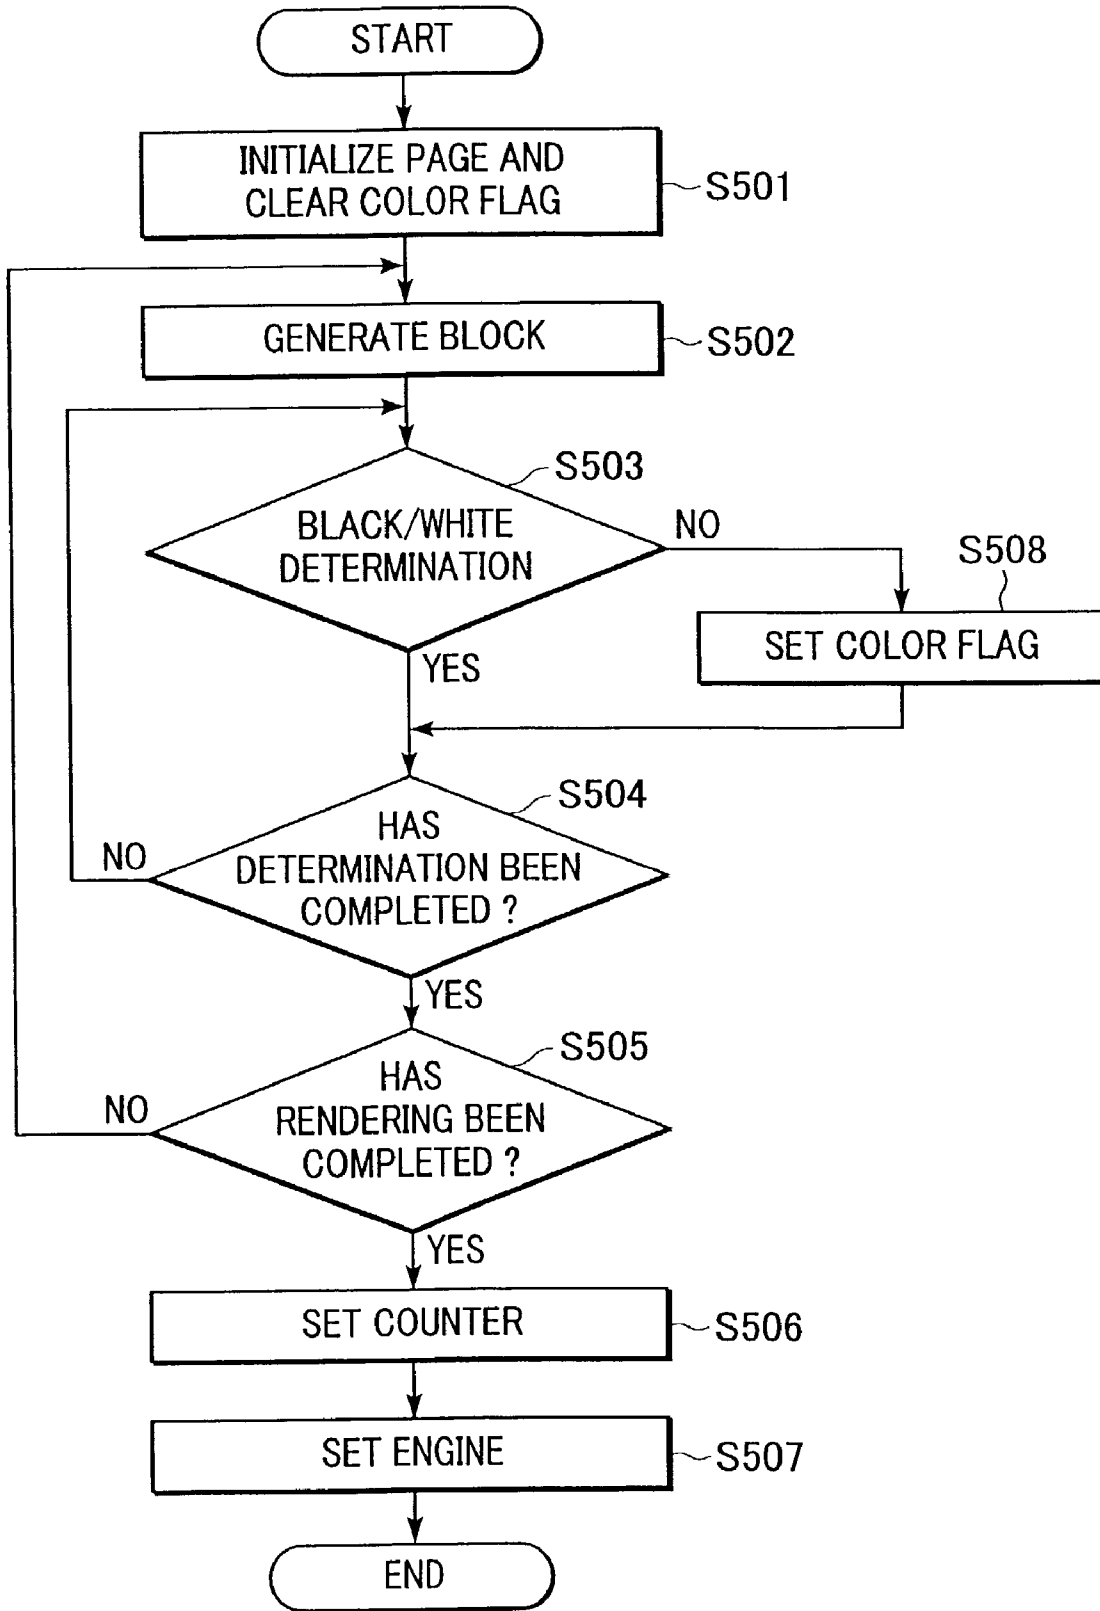 START
INITIALIZE PAGE AND
CLEAR COLOR FLAG
S501
GENERATE BLOCK
S502
S503
BLACK/WHITE
DETERMINATION
NO
YES
S508
SET COLOR FLAG
S504
HAS
DETERMINATION BEEN
COMPLETED ?
NO
YES
S505
HAS
RENDERING BEEN
COMPLETED ?
NO
YES
SET COUNTER
S506
SET ENGINE
S507
END